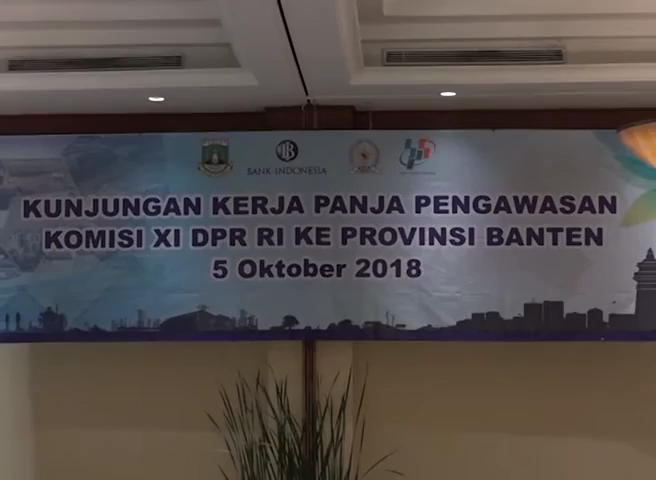 BANK INDONESIA
KUNJUNGAN KERJA PANJA PENGAWASAN
KOMISI XI DPR RI KE PROVINSI BANTEN
5 Oktober 2018